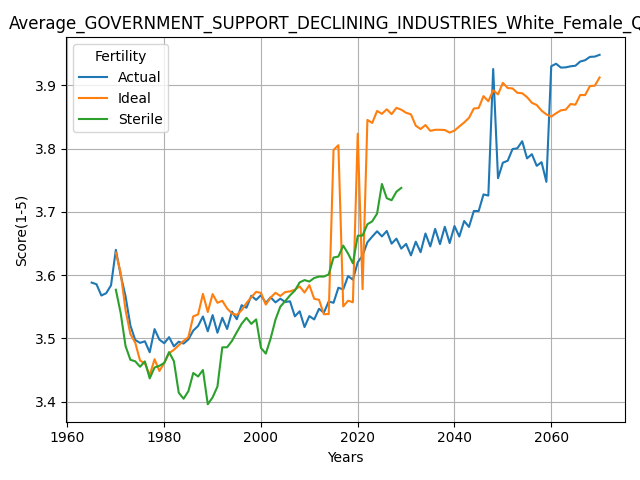 Average_GOVERNMENT_SUPPORT_DECLINING_INDUSTRIES_White_Female_Q
Fertility
Actual
Ideal
Sterile
3.9
3.8
3.7
3.6
3.5
3.4
Score(1-5)
1960
1980
2000
2020
2040
2060
Years